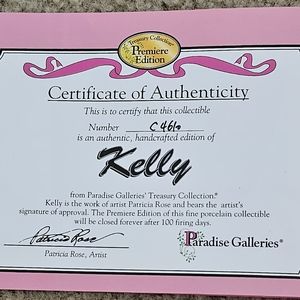 Treasury Collection®
Premiere
Edition
Certificate of Authenticity
This is to certify that this collectible
Number C 4616
is an authentic, handcrafted edition of
Kelly
from Paradise Galleries' Treasury Collection.®
Kelly is the work of artist Patricia Rose and bears the artist's
signature of approval. The Premiere Edition of this fine porcelain collectible
will be closed forever after 100 firing days.
Patricia Rose
Patricia Rose, Artist
Paradise Galleries®